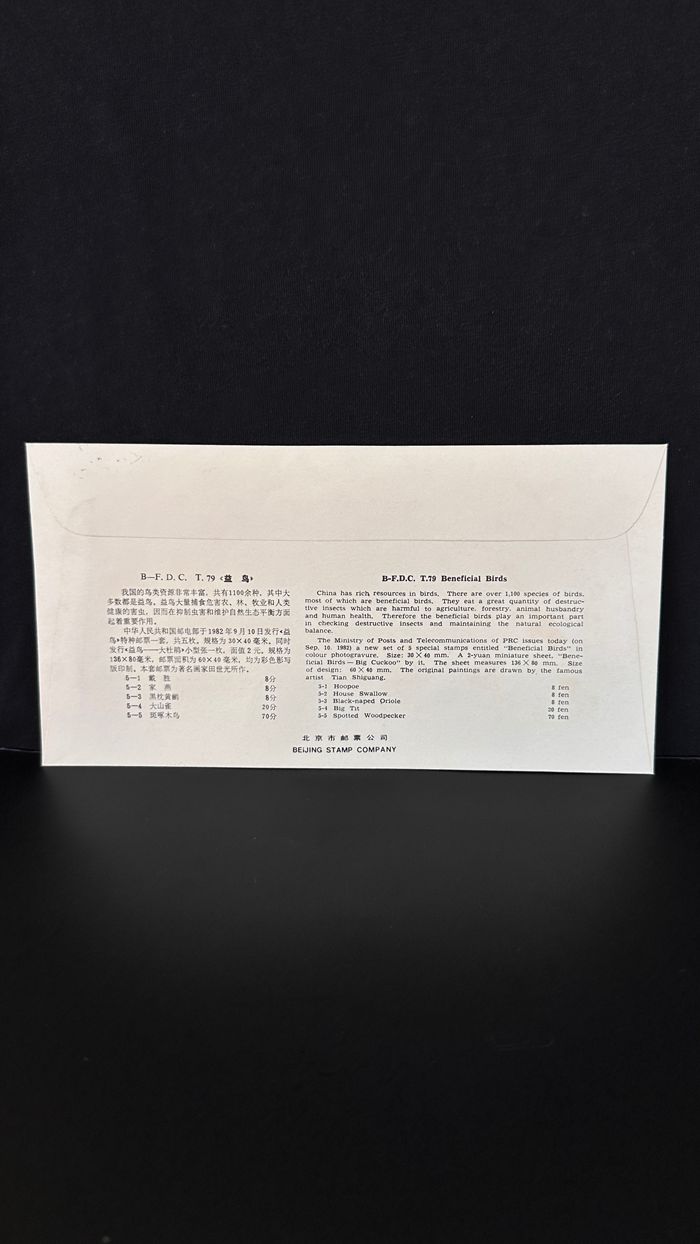 B—F. D. C. T. 79 《益 鸟》
我国的鸟类资源非常丰富，共有1100余种，其中大
多数都是益鸟。益鸟大量捕食危害农、林、牧业和人类
健康的害虫，因而在抑制虫害和维护自然生态平衡方面
起着重要作用。
中华人民共和国邮电部于1982年9月10日发行《益
鸟》特种邮票一套，共五枚。规格为30×40毫米。同时
发行《益鸟——大杜鹃》小型张一枚，面值2元。规格为
136×80毫米，邮票面积为60×40毫米，均为彩色影写
版印制。本套邮票为著名画家田世光所作。
5—1 戴 胜 8分
5—2 家 燕 8分
5—3 黑枕黄鹂 8分
5—4 大山雀 20分
5—5 斑啄木鸟 70分
B-F.D.C. T.79 Beneficial Birds
China has rich resources in birds. There are over 1,100 species of birds,
most of which are beneficial birds. They eat a great quantity of destruc-
tive insects which are harmful to agriculture, forestry, animal husbandry
and human health. Therefore the beneficial birds play an important part
in checking destructive insects and maintaining the natural ecological
balance.
The Ministry of Posts and Telecommunications of PRC issues today (on
Sep. 10, 1982) a new set of 5 special stamps entitled "Beneficial Birds" in
colour photogravure. Size: 30×40 mm. A 2-yuan miniature sheet, "Bene-
ficial Birds — Big Cuckoo" by it. The sheet measures 136×80 mm. Size
of design: 60×40 mm. The original paintings are drawn by the famous
artist Tian Shiguang.
5-1 Hoopoe 8 fen
5-2 House Swallow 8 fen
5-3 Black-naped Oriole 8 fen
5-4 Big Tit 20 fen
5-5 Spotted Woodpecker 70 fen
北京市邮票公司
BEIJING STAMP COMPANY